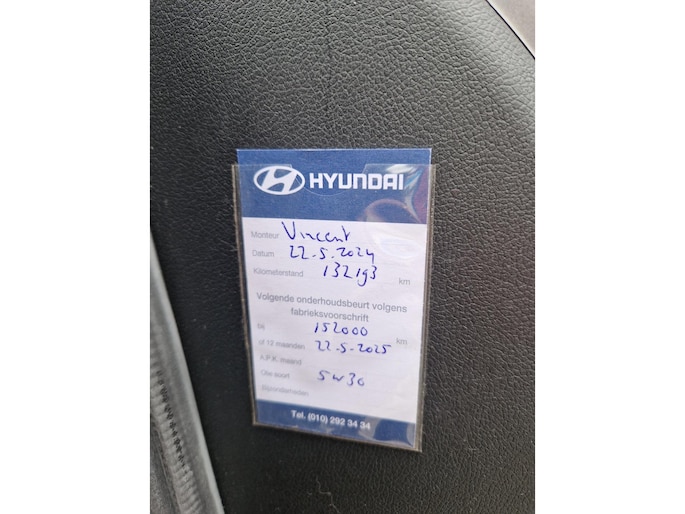 HYUNDAI
Monteur Vincent
Datum 22-5-2024
Kilometerstand 132193 km
Volgende onderhoudsbeurt volgens
fabrieksvoorschrift
bij 152000 km
of 12 maanden 22-5-2025
A.P.K. maand
Olie soort 5w30
Bijzonderheden
Tel. (010) 292 34 34